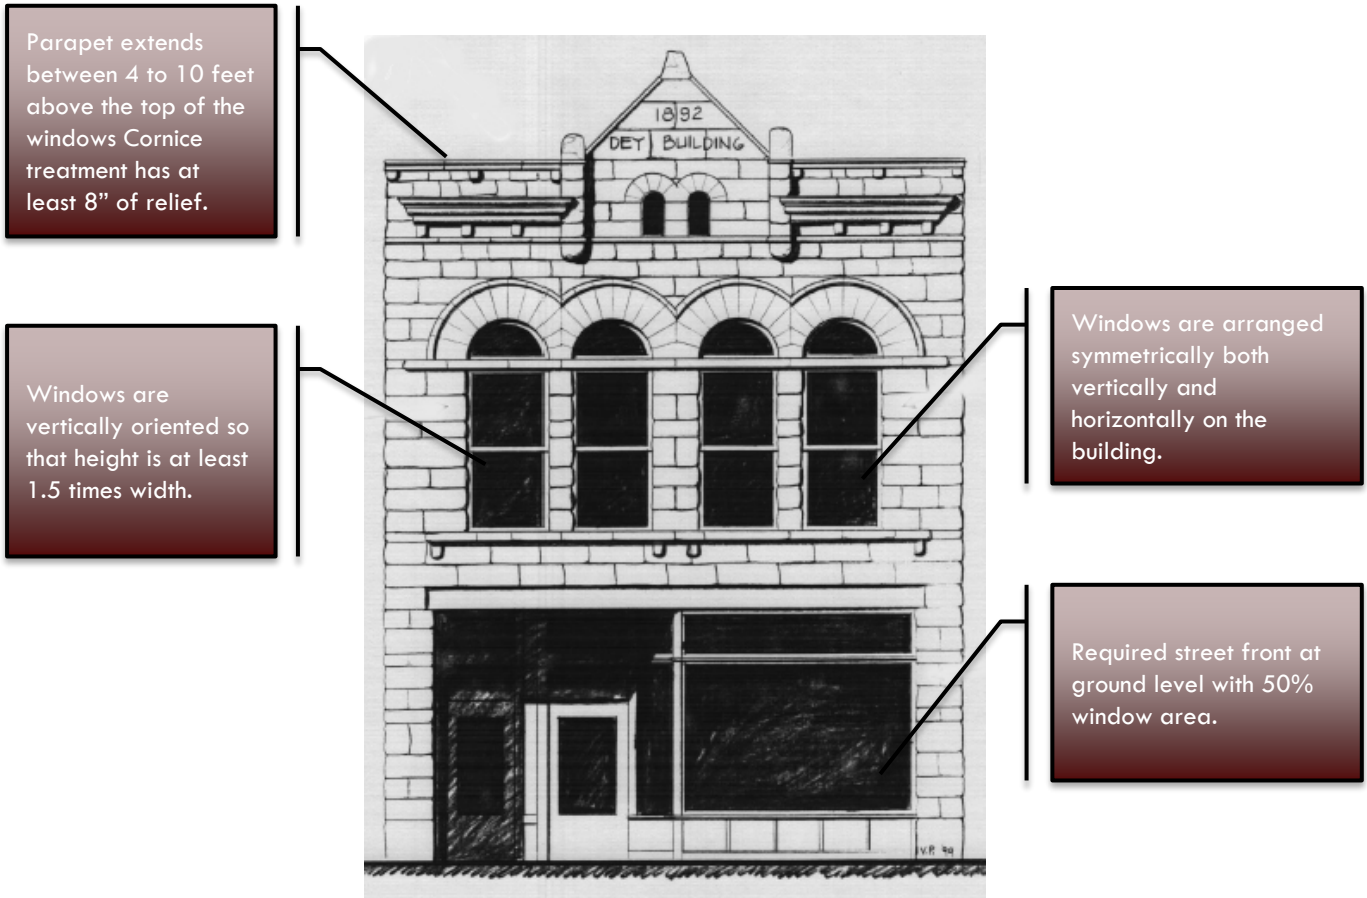 Parapet extends
between 4 to 10 feet
above the top of the
windows Cornice
treatment has at
least 8” of relief.
1892
DEY BUILDING
Windows are
vertically oriented so
that height is at least
1.5 times width.
Windows are arranged
symmetrically both
vertically and
horizontally on the
building.
Required street front at
ground level with 50%
window area.